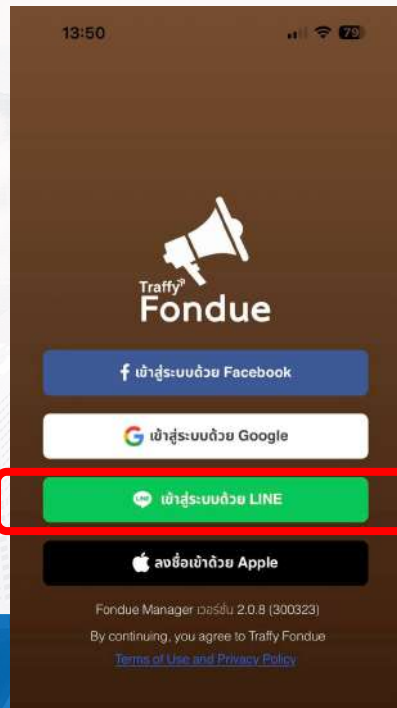 13:50
79
Traffy
Fondue
f เข้าสู่ระบบด้วย Facebook
G เข้าสู่ระบบด้วย Google
LINE เข้าสู่ระบบด้วย LINE
ลงชื่อเข้าด้วย Apple
Fondue Manager เวอร์ชั่น 2.0.8 (300323)
By continuing, you agree to Traffy Fondue
Terms of Use and Privacy Policy